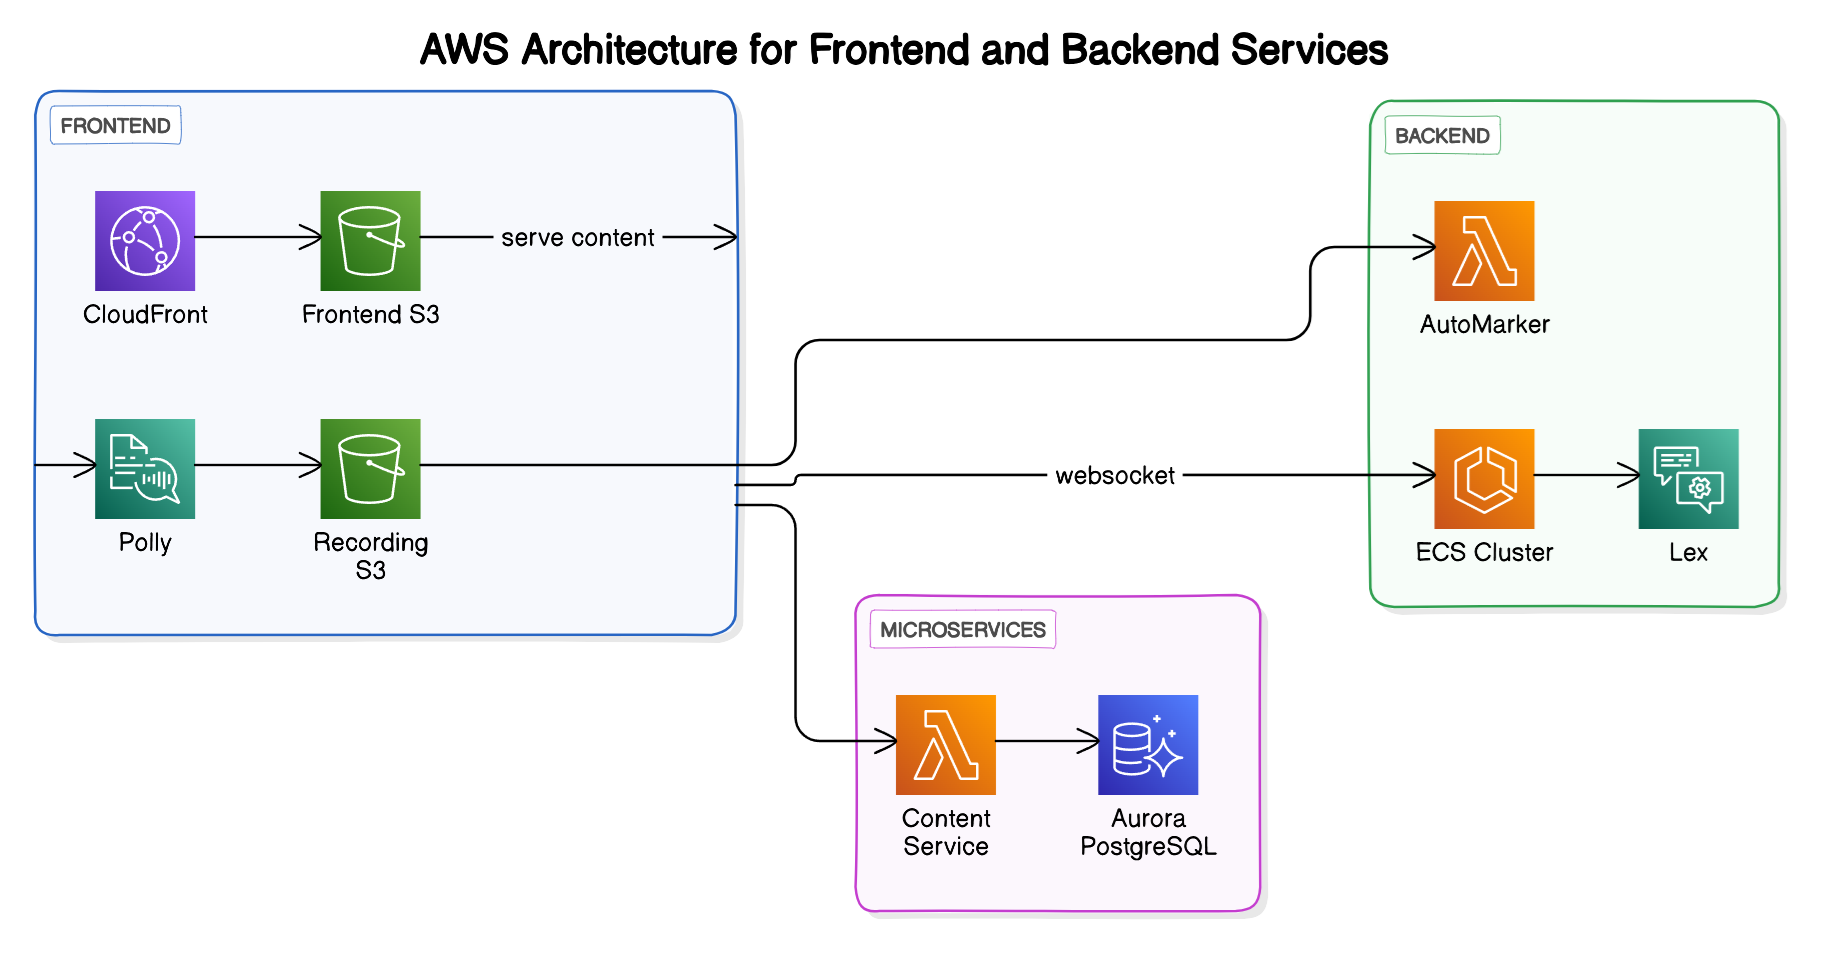 AWS Architecture for Frontend and Backend Services
FRONTEND
CloudFront
Frontend S3
serve content
Polly
Recording
S3
websocket
BACKEND
AutoMarker
ECS Cluster
Lex
MICROSERVICES
Content
Service
Aurora
PostgreSQL